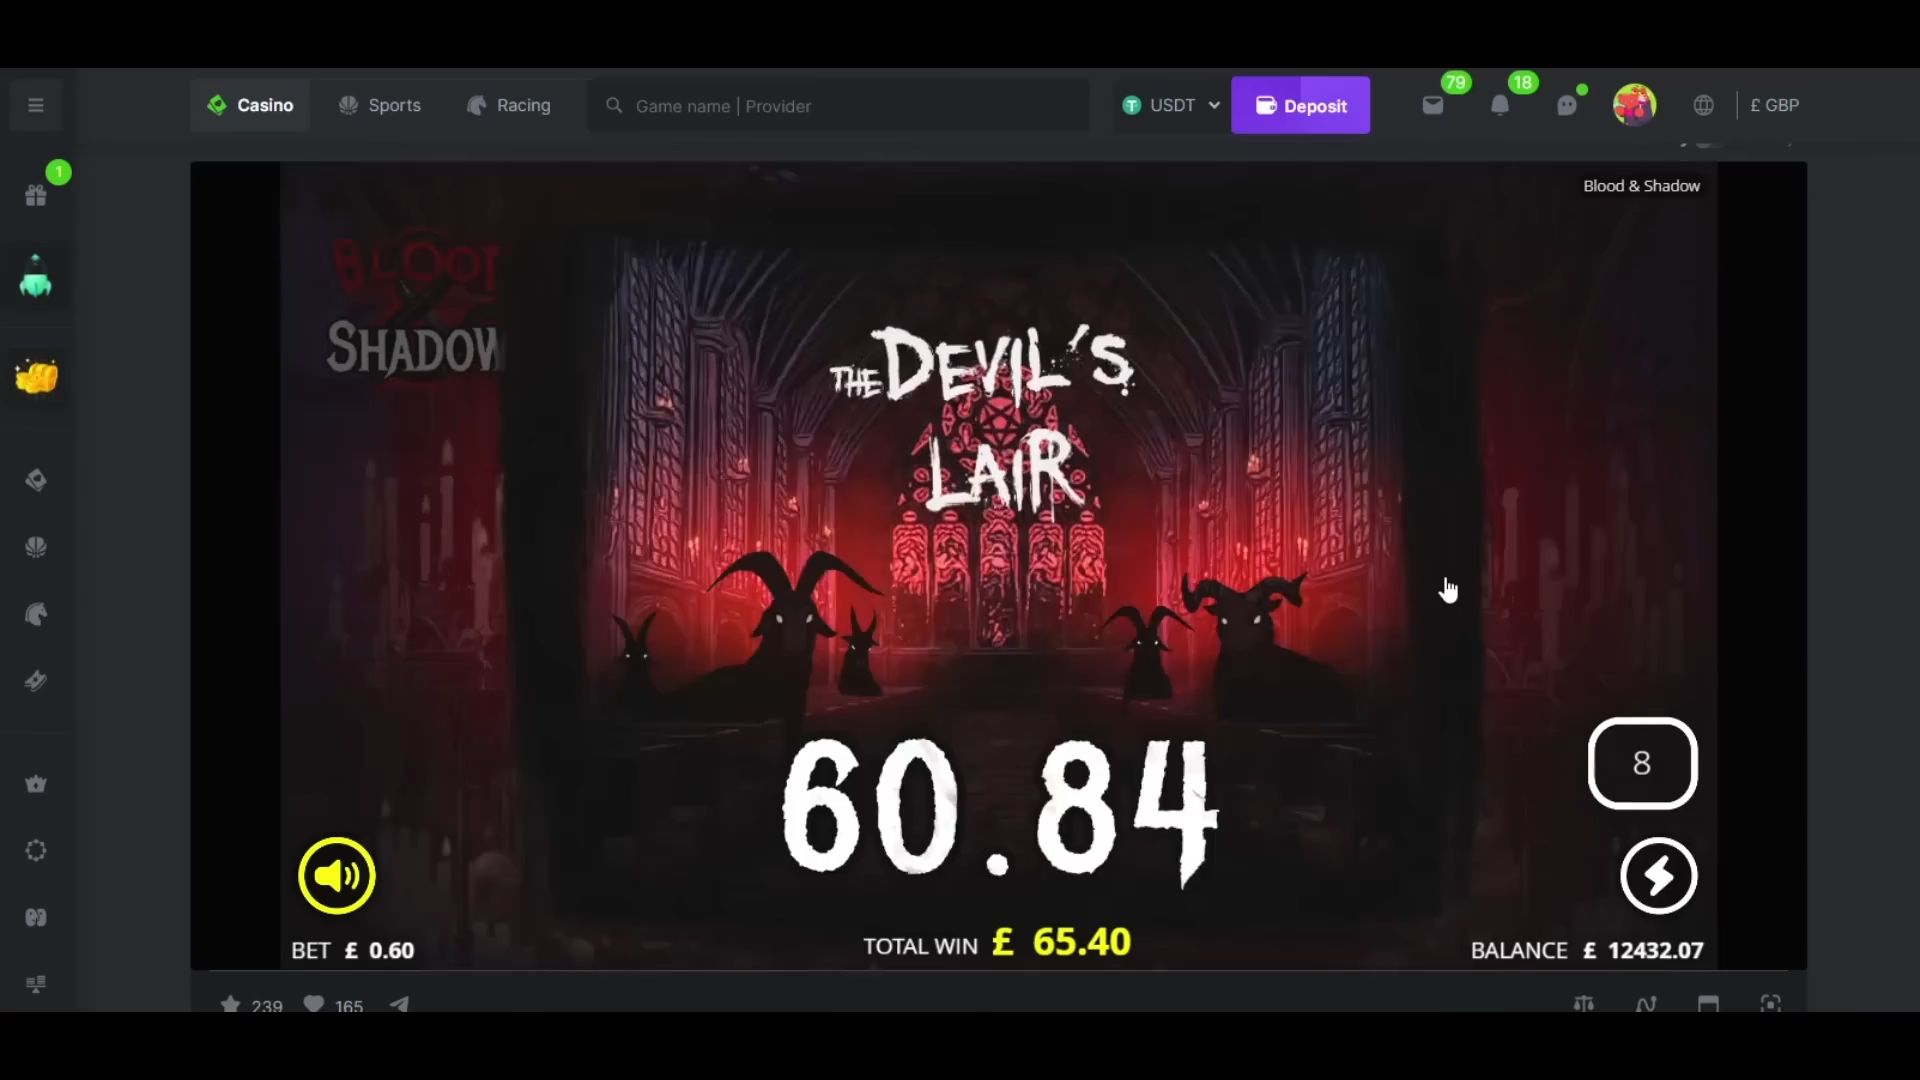 79
18
Casino
Sports
Racing
Game name | Provider
USDT
Deposit
£ GBP
1
Blood & Shadow
BLOOD
SHADOW
THE DEVIL'S
LAIR
60.84
8
BET £ 0.60
TOTAL WIN £ 65.40
BALANCE £ 12432.07
239
165